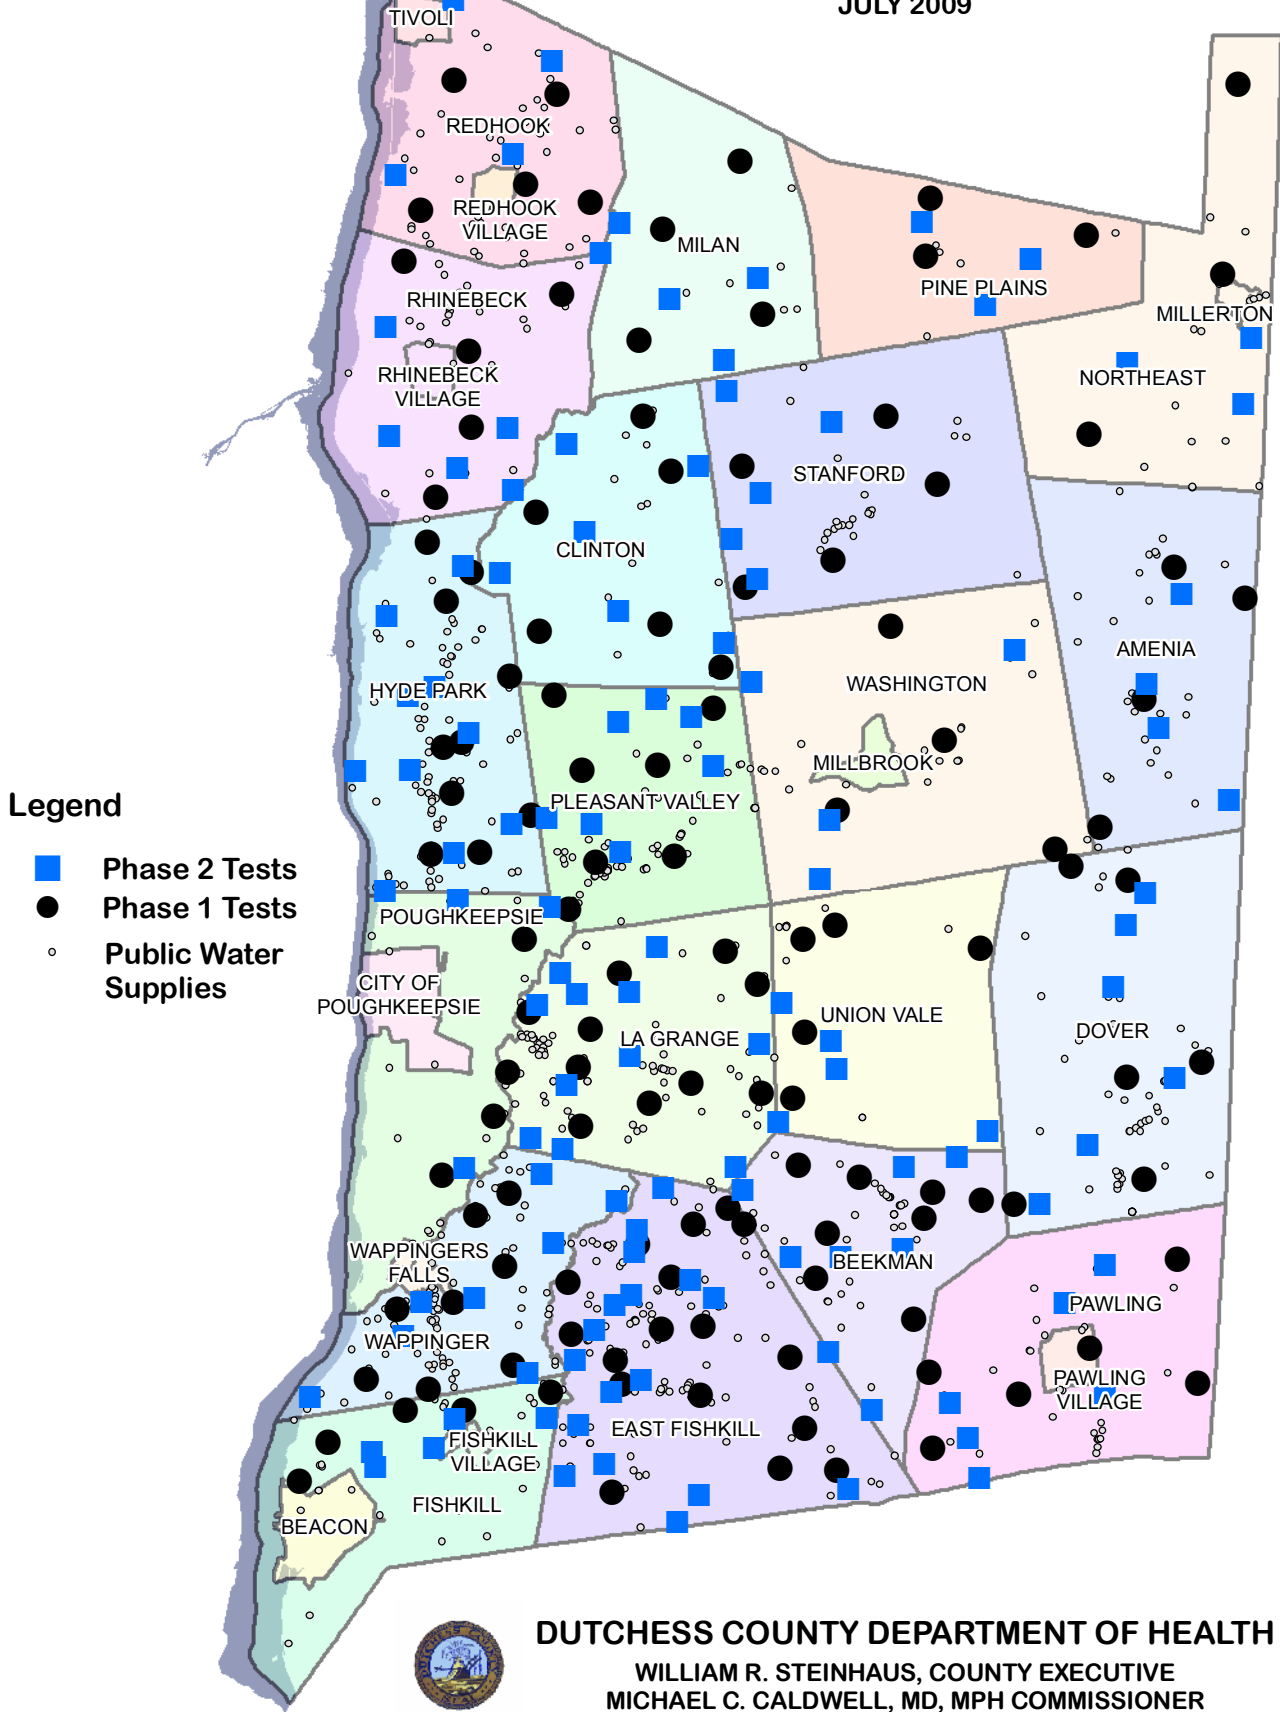 JULY 2009
TIVOLI
REDHOOK
REDHOOK
VILLAGE
MILAN
PINE PLAINS
RHINEBECK
MILLERTON
RHINEBECK
VILLAGE
NORTHEAST
STANFORD
CLINTON
AMENIA
HYDE PARK
WASHINGTON
MILLBROOK
PLEASANT VALLEY
Legend
Phase 2 Tests
Phase 1 Tests
Public Water
Supplies
POUGHKEEPSIE
CITY OF
POUGHKEEPSIE
LA GRANGE
UNION VALE
DOVER
WAPPINGERS
FALLS
BEEKMAN
PAWLING
WAPPINGER
PAWLING
VILLAGE
EAST FISHKILL
FISHKILL
VILLAGE
FISHKILL
BEACON
DUTCHESS COUNTY DEPARTMENT OF HEALTH
WILLIAM R. STEINHAUS, COUNTY EXECUTIVE
MICHAEL C. CALDWELL, MD, MPH COMMISSIONER